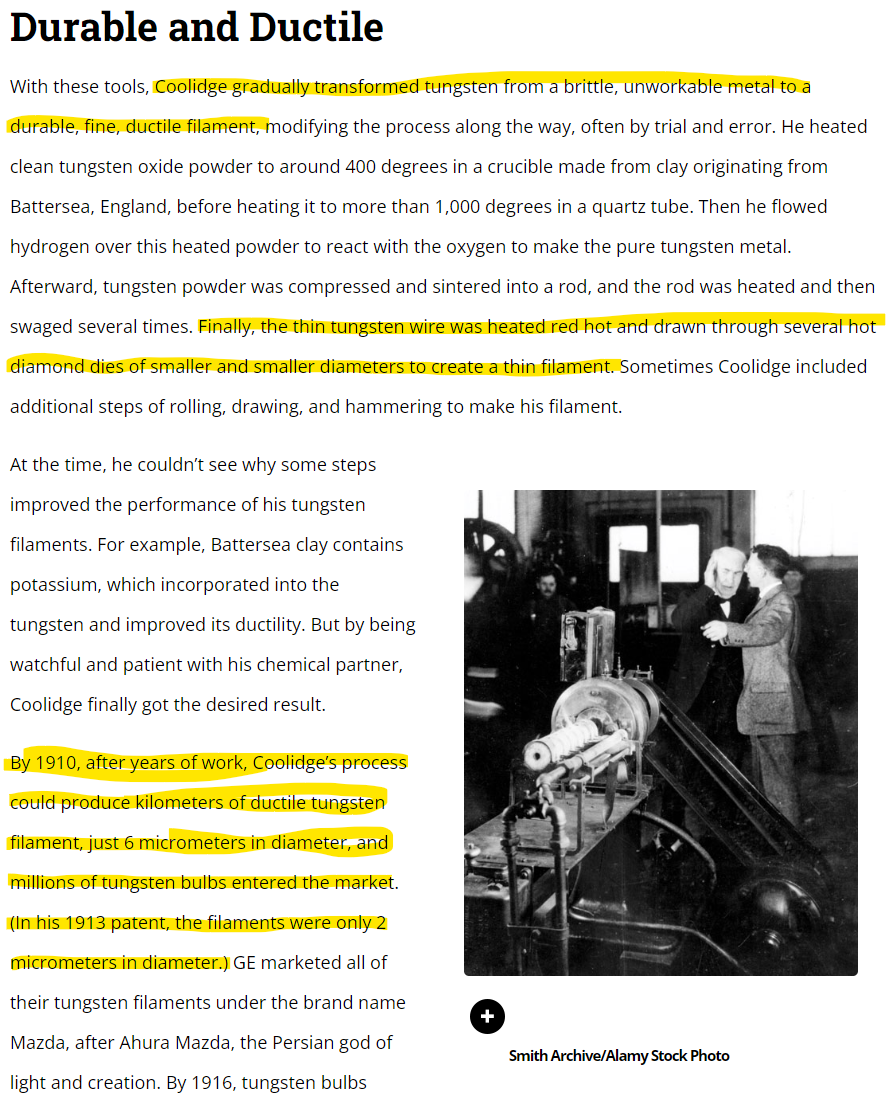 Durable and Ductile
With these tools, Coolidge gradually transformed tungsten from a brittle, unworkable metal to a
durable, fine, ductile filament, modifying the process along the way, often by trial and error. He heated
clean tungsten oxide powder to around 400 degrees in a crucible made from clay originating from
Battersea, England, before heating it to more than 1,000 degrees in a quartz tube. Then he flowed
hydrogen over this heated powder to react with the oxygen to make the pure tungsten metal.
Afterward, tungsten powder was compressed and sintered into a rod, and the rod was heated and then
swaged several times. Finally, the thin tungsten wire was heated red hot and drawn through several hot
diamond dies of smaller and smaller diameters to create a thin filament. Sometimes Coolidge included
additional steps of rolling, drawing, and hammering to make his filament.
At the time, he couldn’t see why some steps
improved the performance of his tungsten
filaments. For example, Battersea clay contains
potassium, which incorporated into the
tungsten and improved its ductility. But by being
watchful and patient with his chemical partner,
Coolidge finally got the desired result.
By 1910, after years of work, Coolidge’s process
could produce kilometers of ductile tungsten
filament, just 6 micrometers in diameter, and
millions of tungsten bulbs entered the market.
(In his 1913 patent, the filaments were only 2
micrometers in diameter.) GE marketed all of
their tungsten filaments under the brand name
Mazda, after Ahura Mazda, the Persian god of
light and creation. By 1916, tungsten bulbs
Smith Archive/Alamy Stock Photo